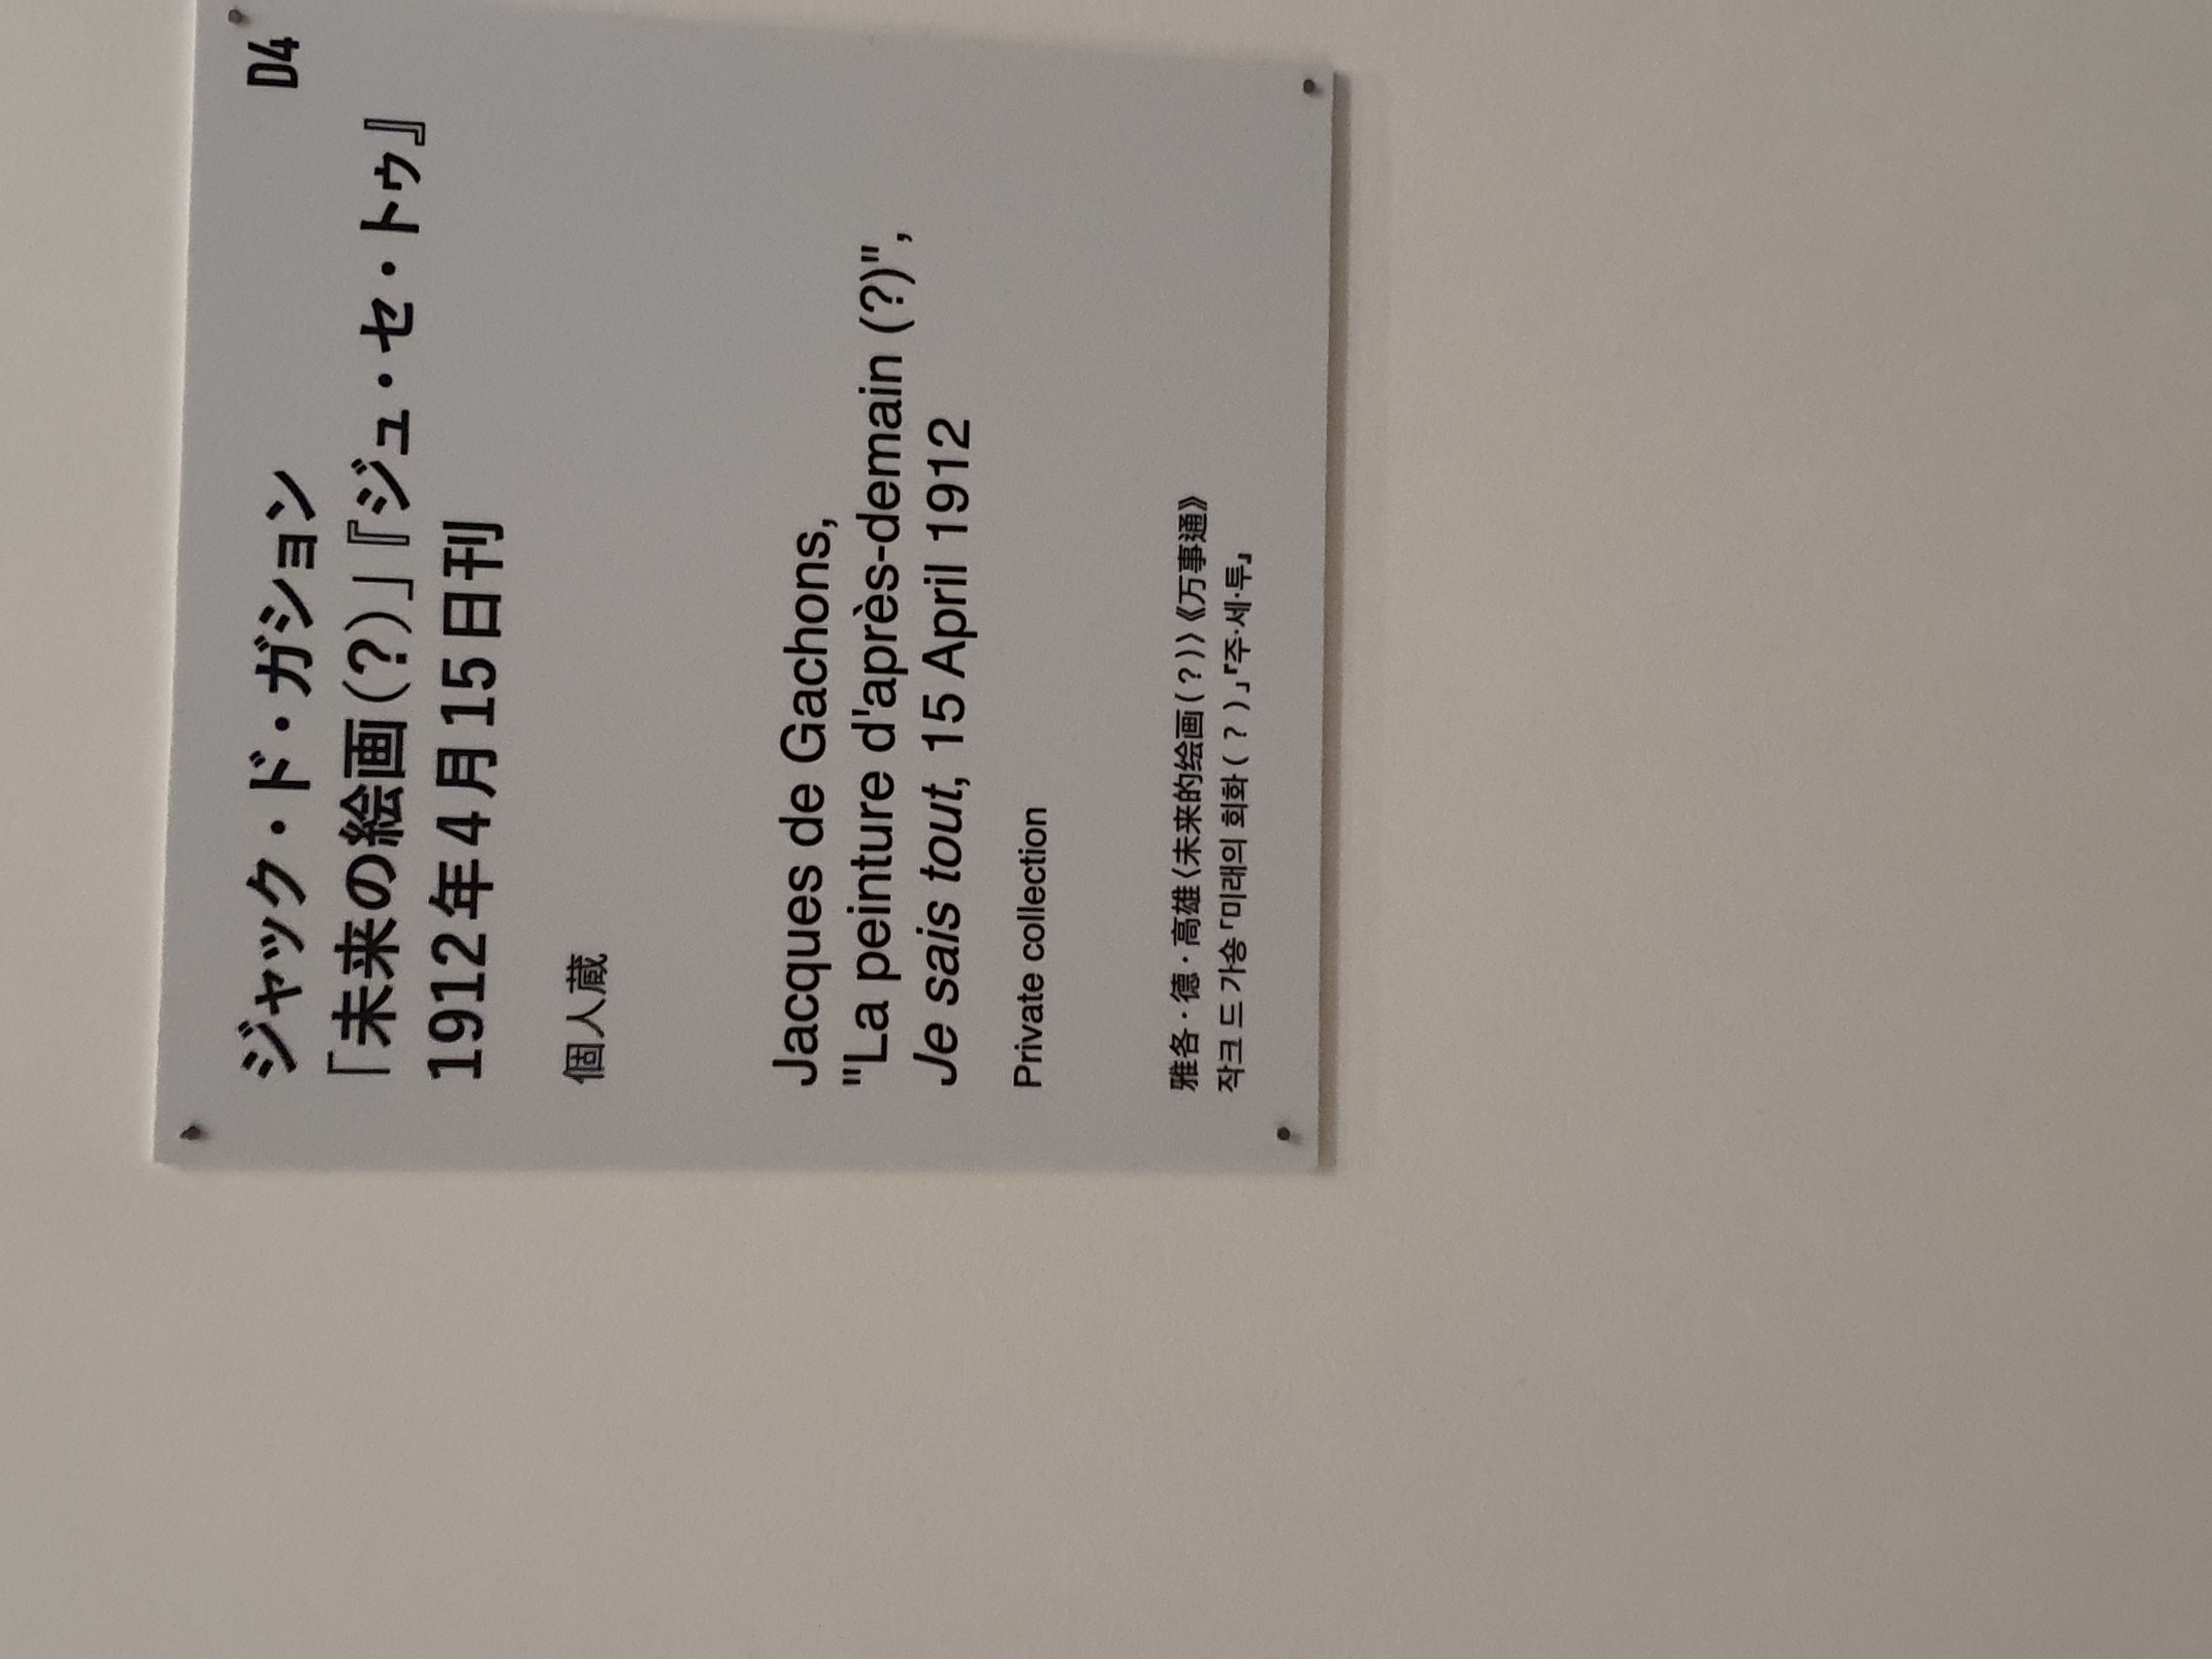 D4
ジャック・ド・ガション
「未来の絵画(?)」『ジュ・セ・トゥ』
1912年4月15日刊
個人蔵
Jacques de Gachons,
"La peinture d'après-demain (?)",
Je sais tout, 15 April 1912
Private collection
雅各・德・高雄〈未来的绘画(?)〉《万事通》
작크 드 가숑「미래의 회화(?)」『주·세·투』